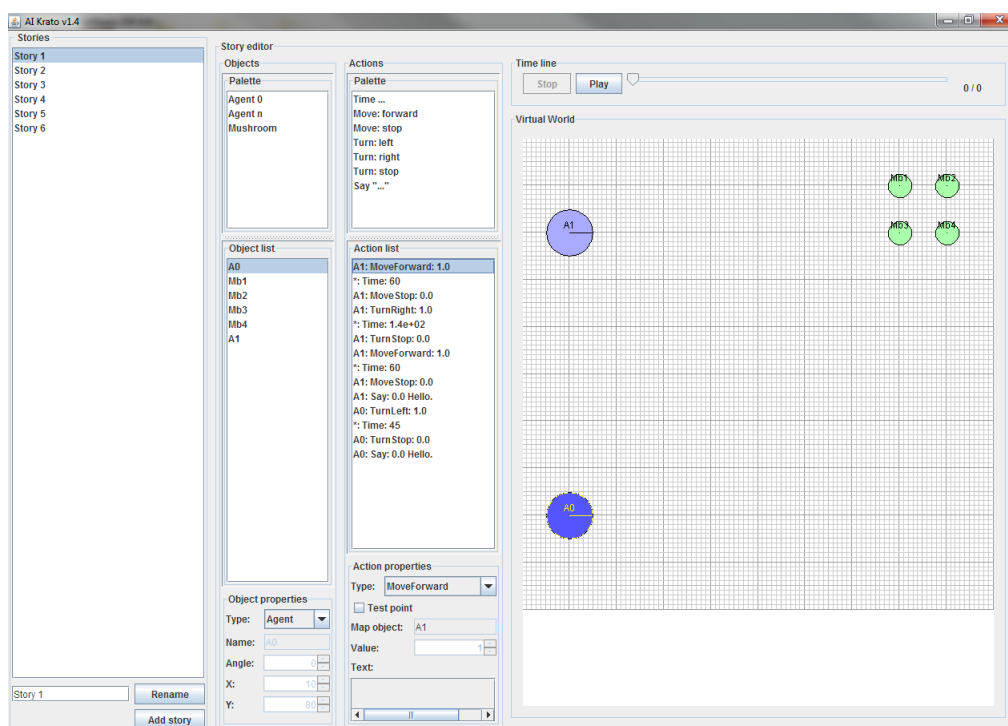 AI Krato v1.4
Stories
Story 1
Story 2
Story 3
Story 4
Story 5
Story 6
Story 1
Rename
Add story
Story editor
Objects
Palette
Agent 0
Agent n
Mushroom
Object list
A0
Mb1
Mb2
Mb3
Mb4
A1
Object properties
Type: Agent
Name: A0
Angle: 0
X: 10
Y: 80
Actions
Palette
Time ...
Move: forward
Move: stop
Turn: left
Turn: right
Turn: stop
Say "..."
Action list
A1: MoveForward: 1.0
*: Time: 60
A1: MoveStop: 0.0
A1: TurnRight: 1.0
*: Time: 1.4e+02
A1: TurnStop: 0.0
A1: MoveForward: 1.0
*: Time: 60
A1: MoveStop: 0.0
A1: Say: 0.0 Hello.
A0: TurnLeft: 1.0
*: Time: 45
A0: TurnStop: 0.0
A0: Say: 0.0 Hello.
Action properties
Type: MoveForward
Test point
Map object: A1
Value: 1
Text:
Time line
Stop Play 0 / 0
Virtual World
Mb1 Mb2
A1 Mb3 Mb4
A0